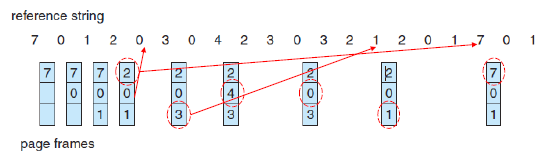 reference string
7 0 1 2 0 3 0 4 2 3 0 3 2 1 2 0 1 7 0 1
7 7 7 2 2 2 2 2 7
0 0 0 0 4 0 0 0
1 1 3 3 3 1 1
page frames